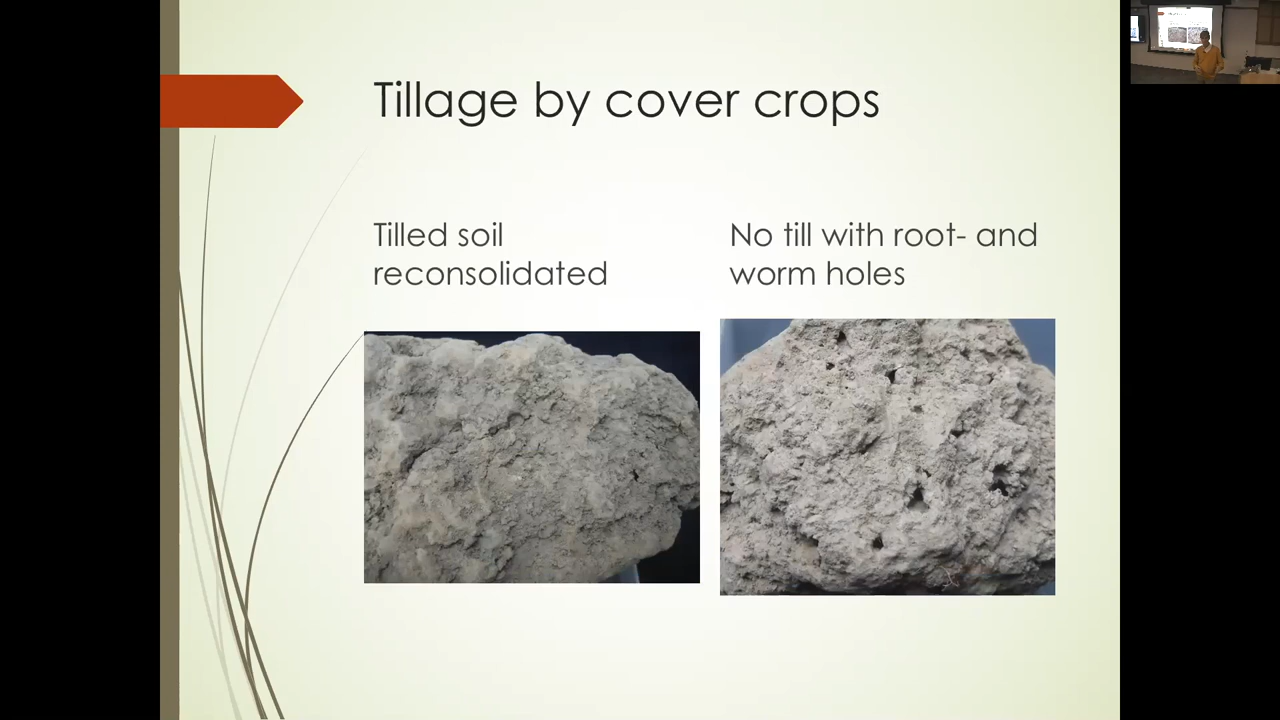 Tillage by cover crops
Tilled soil
reconsolidated
No till with root- and
worm holes